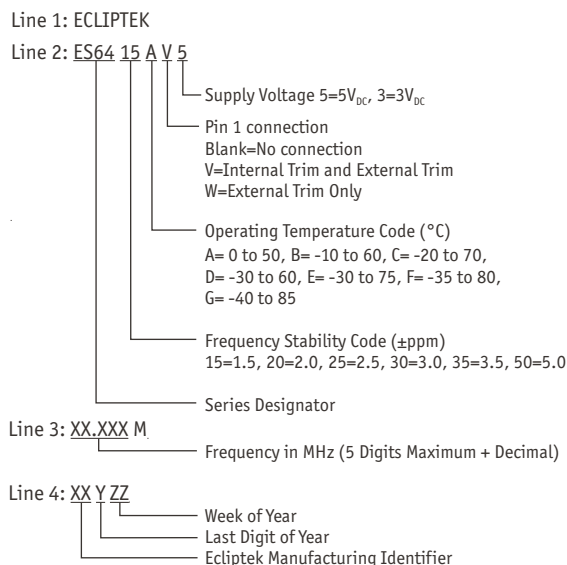 Line 1: ECLIPTEK
Line 2: ES64 15 A V 5
Supply Voltage 5=5VDC, 3=3VDC
Pin 1 connection
Blank=No connection
V=Internal Trim and External Trim
W=External Trim Only
Operating Temperature Code (°C)
A= 0 to 50, B= -10 to 60, C= -20 to 70,
D= -30 to 60, E= -30 to 75, F= -35 to 80,
G= -40 to 85
Frequency Stability Code (±ppm)
15=1.5, 20=2.0, 25=2.5, 30=3.0, 35=3.5, 50=5.0
Series Designator
Line 3: XX.XXX M
Frequency in MHz (5 Digits Maximum + Decimal)
Line 4: XX Y ZZ
Week of Year
Last Digit of Year
Ecliptek Manufacturing Identifier